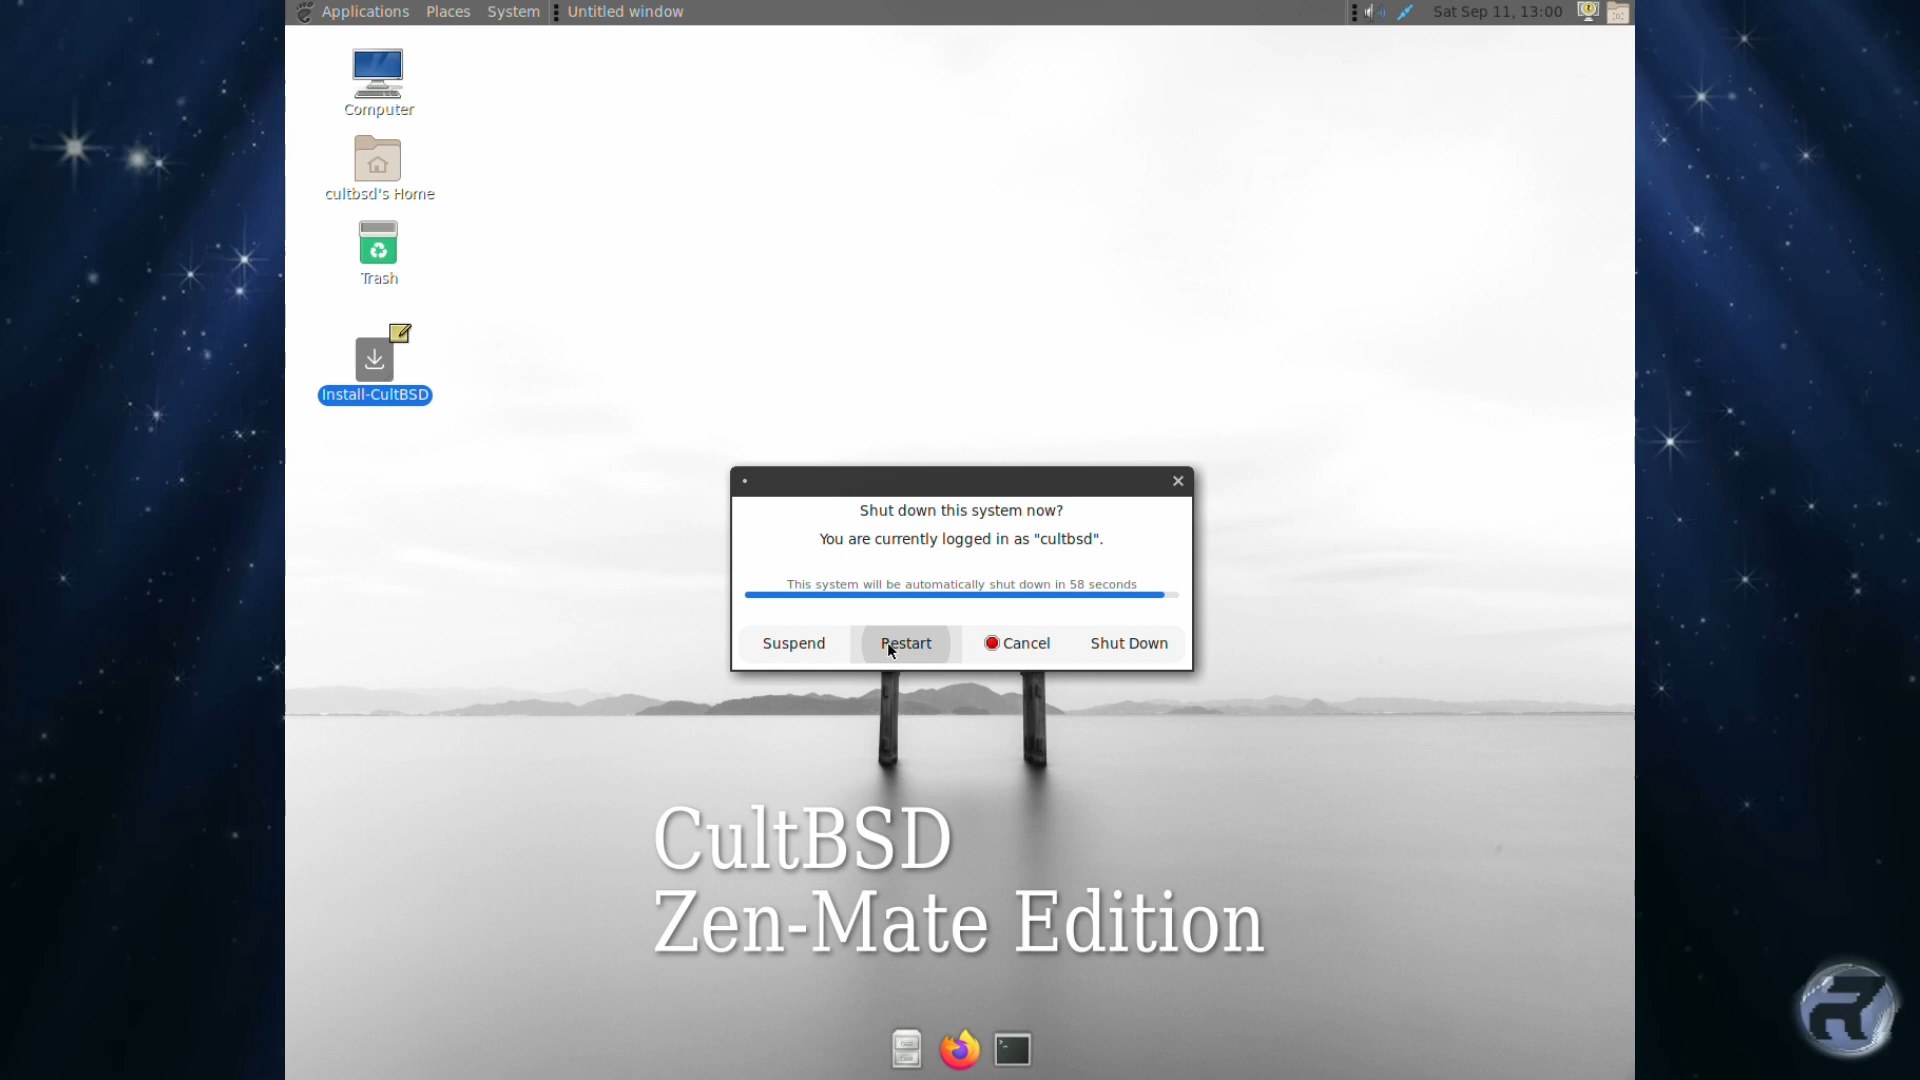 Applications Places System Untitled window Sat Sep 11, 13:00
Computer
cultbsd's Home
Trash
Install-CultBSD
Shut down this system now?
You are currently logged in as "cultbsd".
This system will be automatically shut down in 58 seconds
Suspend Restart Cancel Shut Down
CultBSD
Zen-Mate Edition